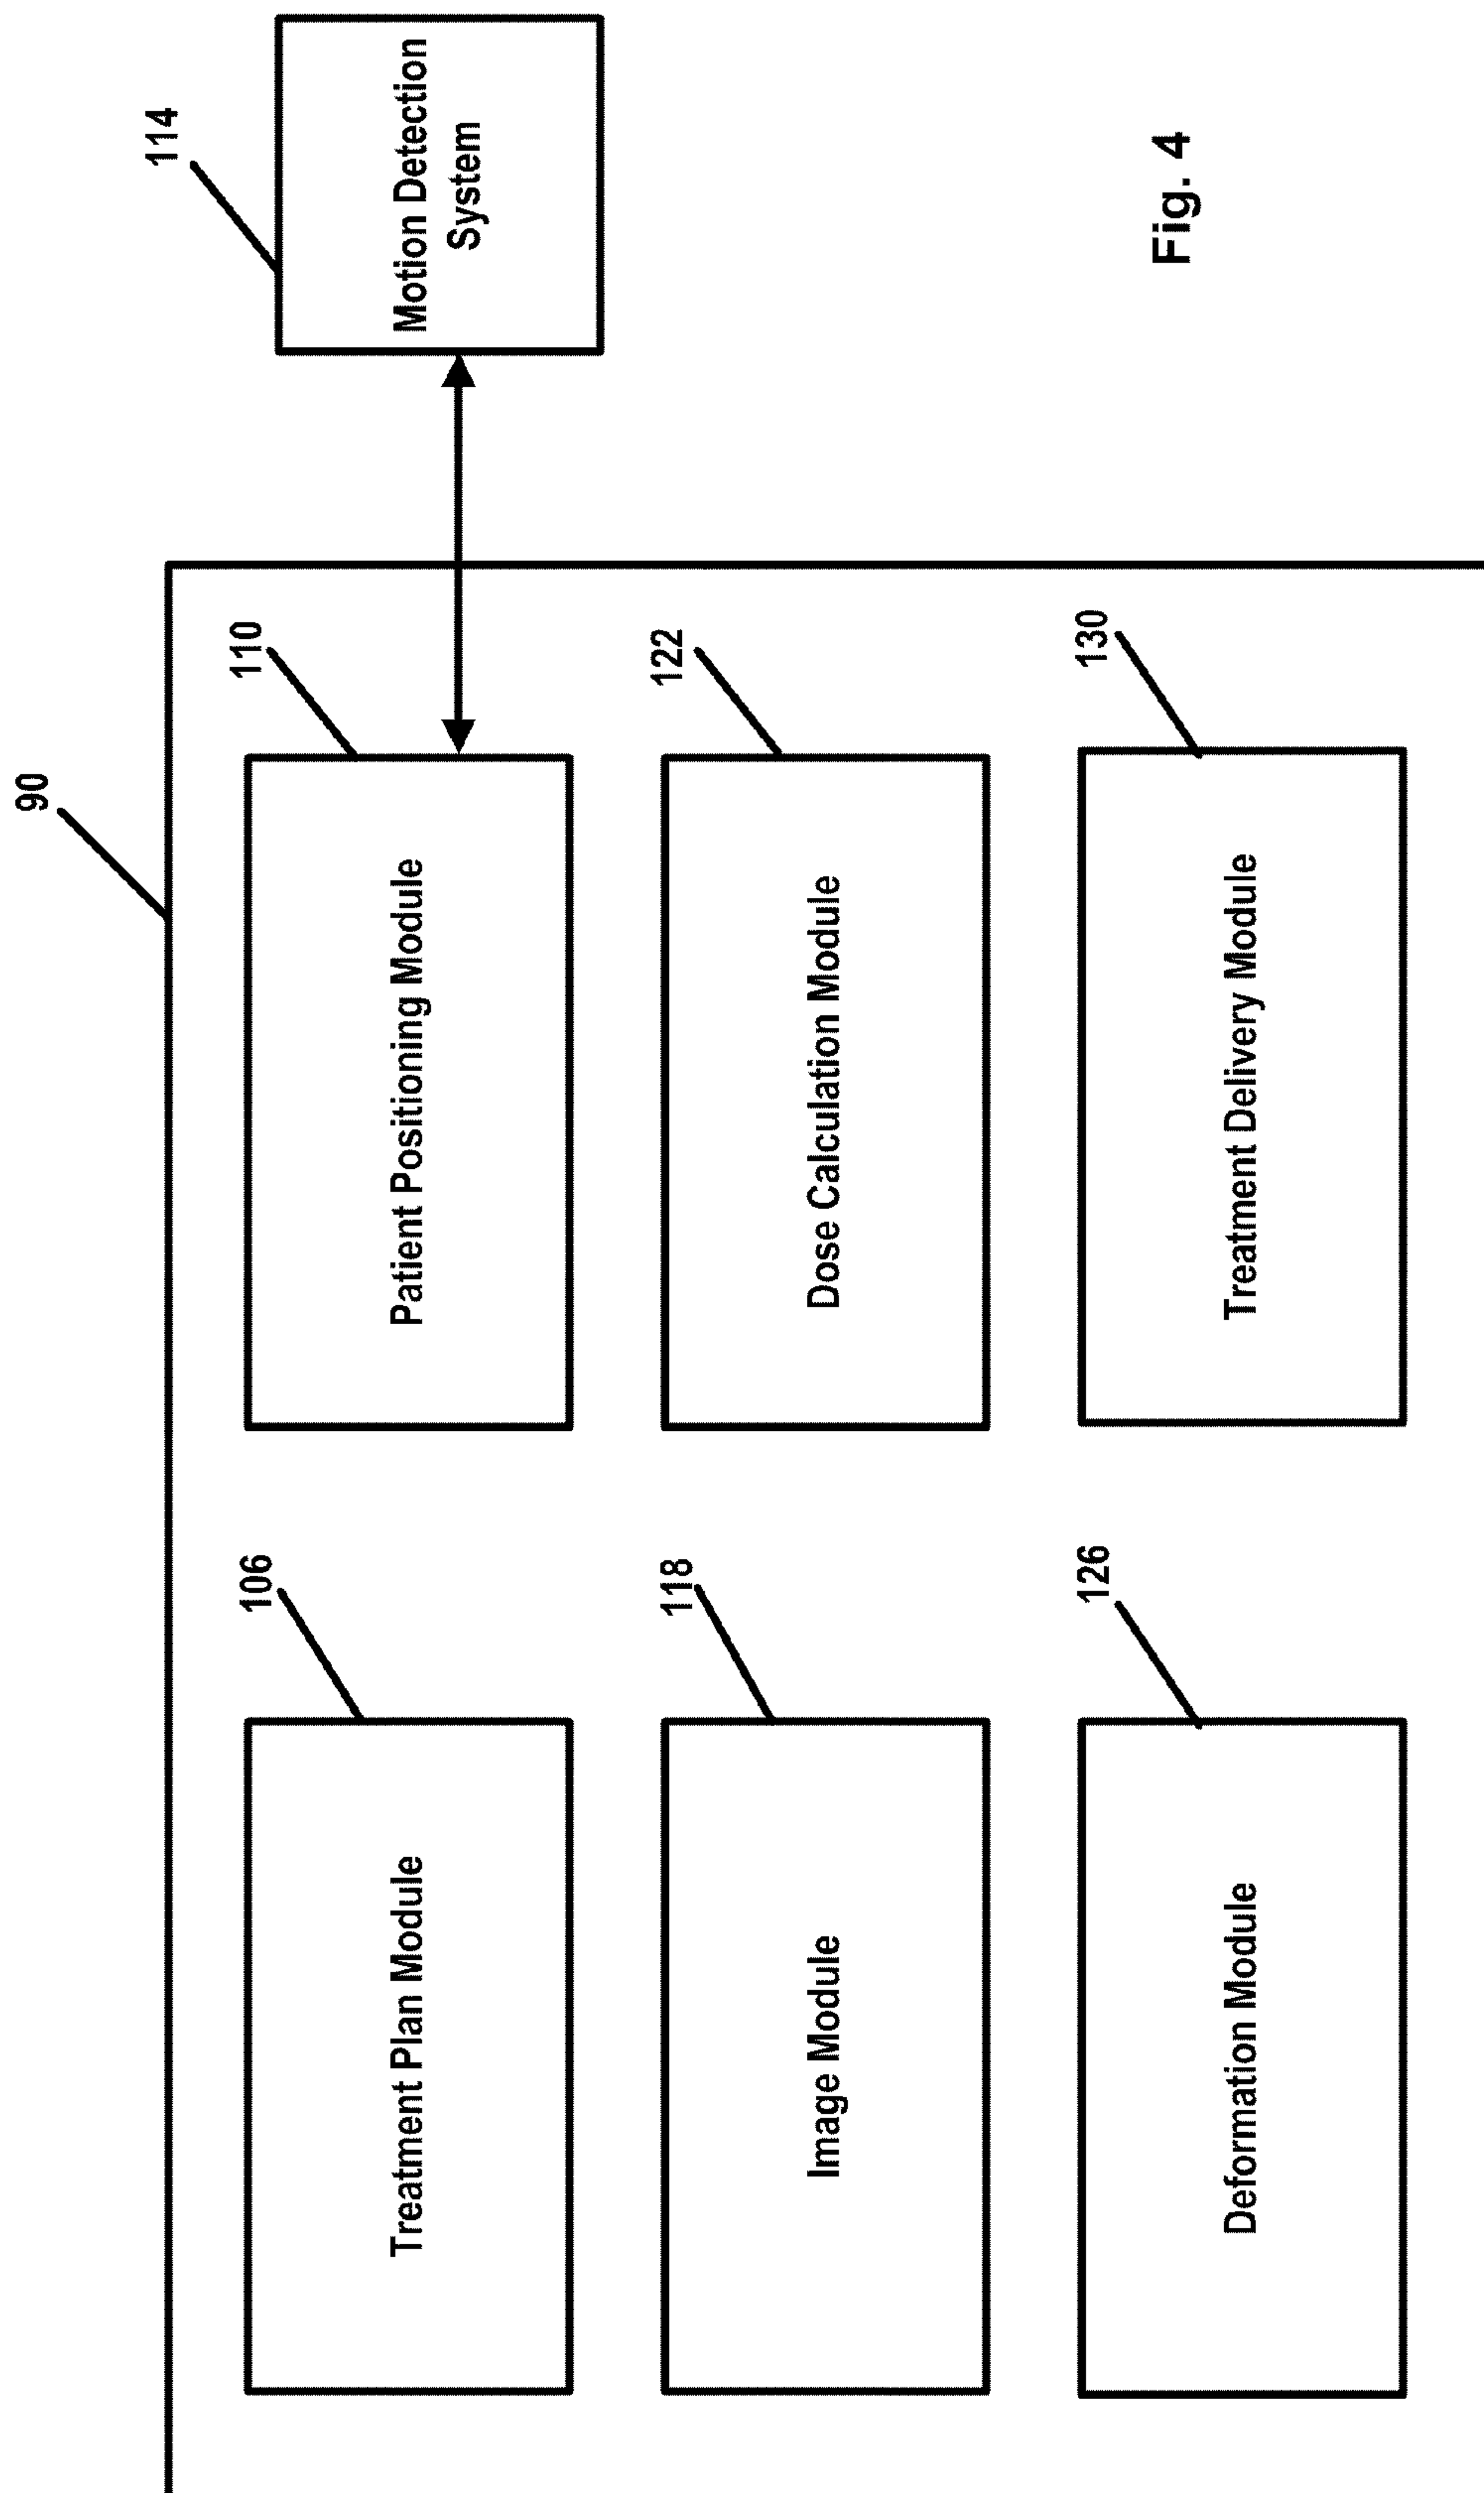 90
106
Treatment Plan Module
110
Patient Positioning Module
114
Motion Detection
System
118
Image Module
122
Dose Calculation Module
126
Deformation Module
130
Treatment Delivery Module
Fig. 4